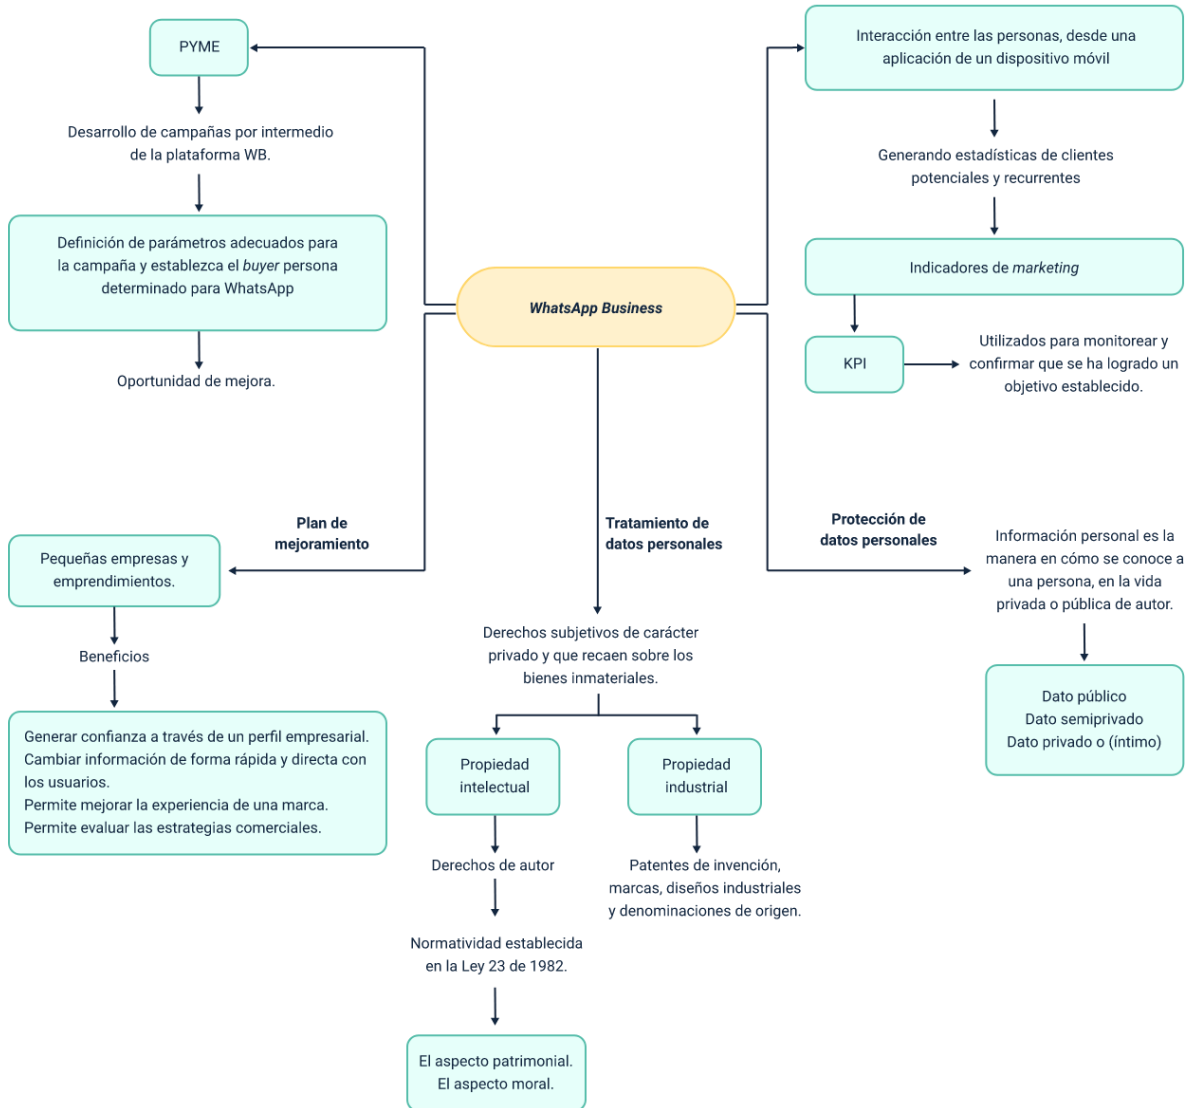 PYME
Desarrollo de campañas por intermedio
de la plataforma WB.
Definición de parámetros adecuados para
la campaña y establezca el buyer persona
determinado para WhatsApp
Oportunidad de mejora.
Interacción entre las personas, desde una
aplicación de un dispositivo móvil
Generando estadísticas de clientes
potenciales y recurrentes
Indicadores de marketing
KPI
Utilizados para monitorear y
confirmar que se ha logrado un
objetivo establecido.
WhatsApp Business
Plan de
mejoramiento
Pequeñas empresas y
emprendimientos.
Beneficios
Generar confianza a través de un perfil empresarial.
Cambiar información de forma rápida y directa con
los usuarios.
Permite mejorar la experiencia de una marca.
Permite evaluar las estrategias comerciales.
Tratamiento de
datos personales
Derechos subjetivos de carácter
privado y que recaen sobre los
bienes inmateriales.
Propiedad
intelectual
Derechos de autor
Normatividad establecida
en la Ley 23 de 1982.
El aspecto patrimonial.
El aspecto moral.
Propiedad
industrial
Patentes de invención,
marcas, diseños industriales
y denominaciones de origen.
Protección de
datos personales
Información personal es la
manera en cómo se conoce a
una persona, en la vida
privada o pública de autor.
Dato público
Dato semiprivado
Dato privado o (íntimo)